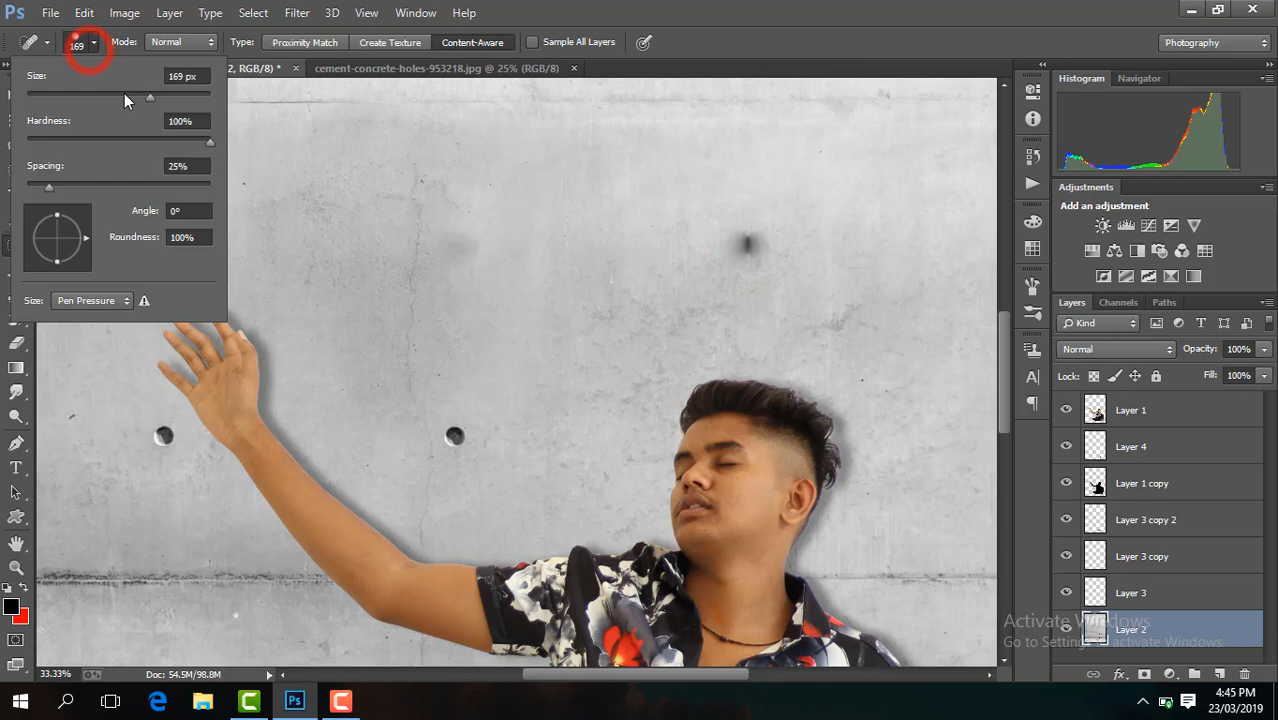 Ps File Edit Image Layer Type Select Filter 3D View Window Help
169 Mode: Normal Type: Proximity Match Create Texture Content-Aware Sample All Layers Photography
2, RGB/8) * × cement-concrete-holes-953218.jpg @ 25% (RGB/8) ×
Size: 169 px
Hardness: 100%
Spacing: 25%
Angle: 0°
Roundness: 100%
Size: Pen Pressure
Histogram Navigator
Adjustments
Add an adjustment
Layers Channels Paths
Kind
Normal Opacity: 100%
Lock: Fill: 100%
Layer 1
Layer 4
Layer 1 copy
Layer 3 copy 2
Layer 3 copy
Layer 3
Layer 2
Activate Windows
Go to Settings to activate Windows.
33.33% Doc: 54.5M/98.8M
4:45 PM
23/03/2019